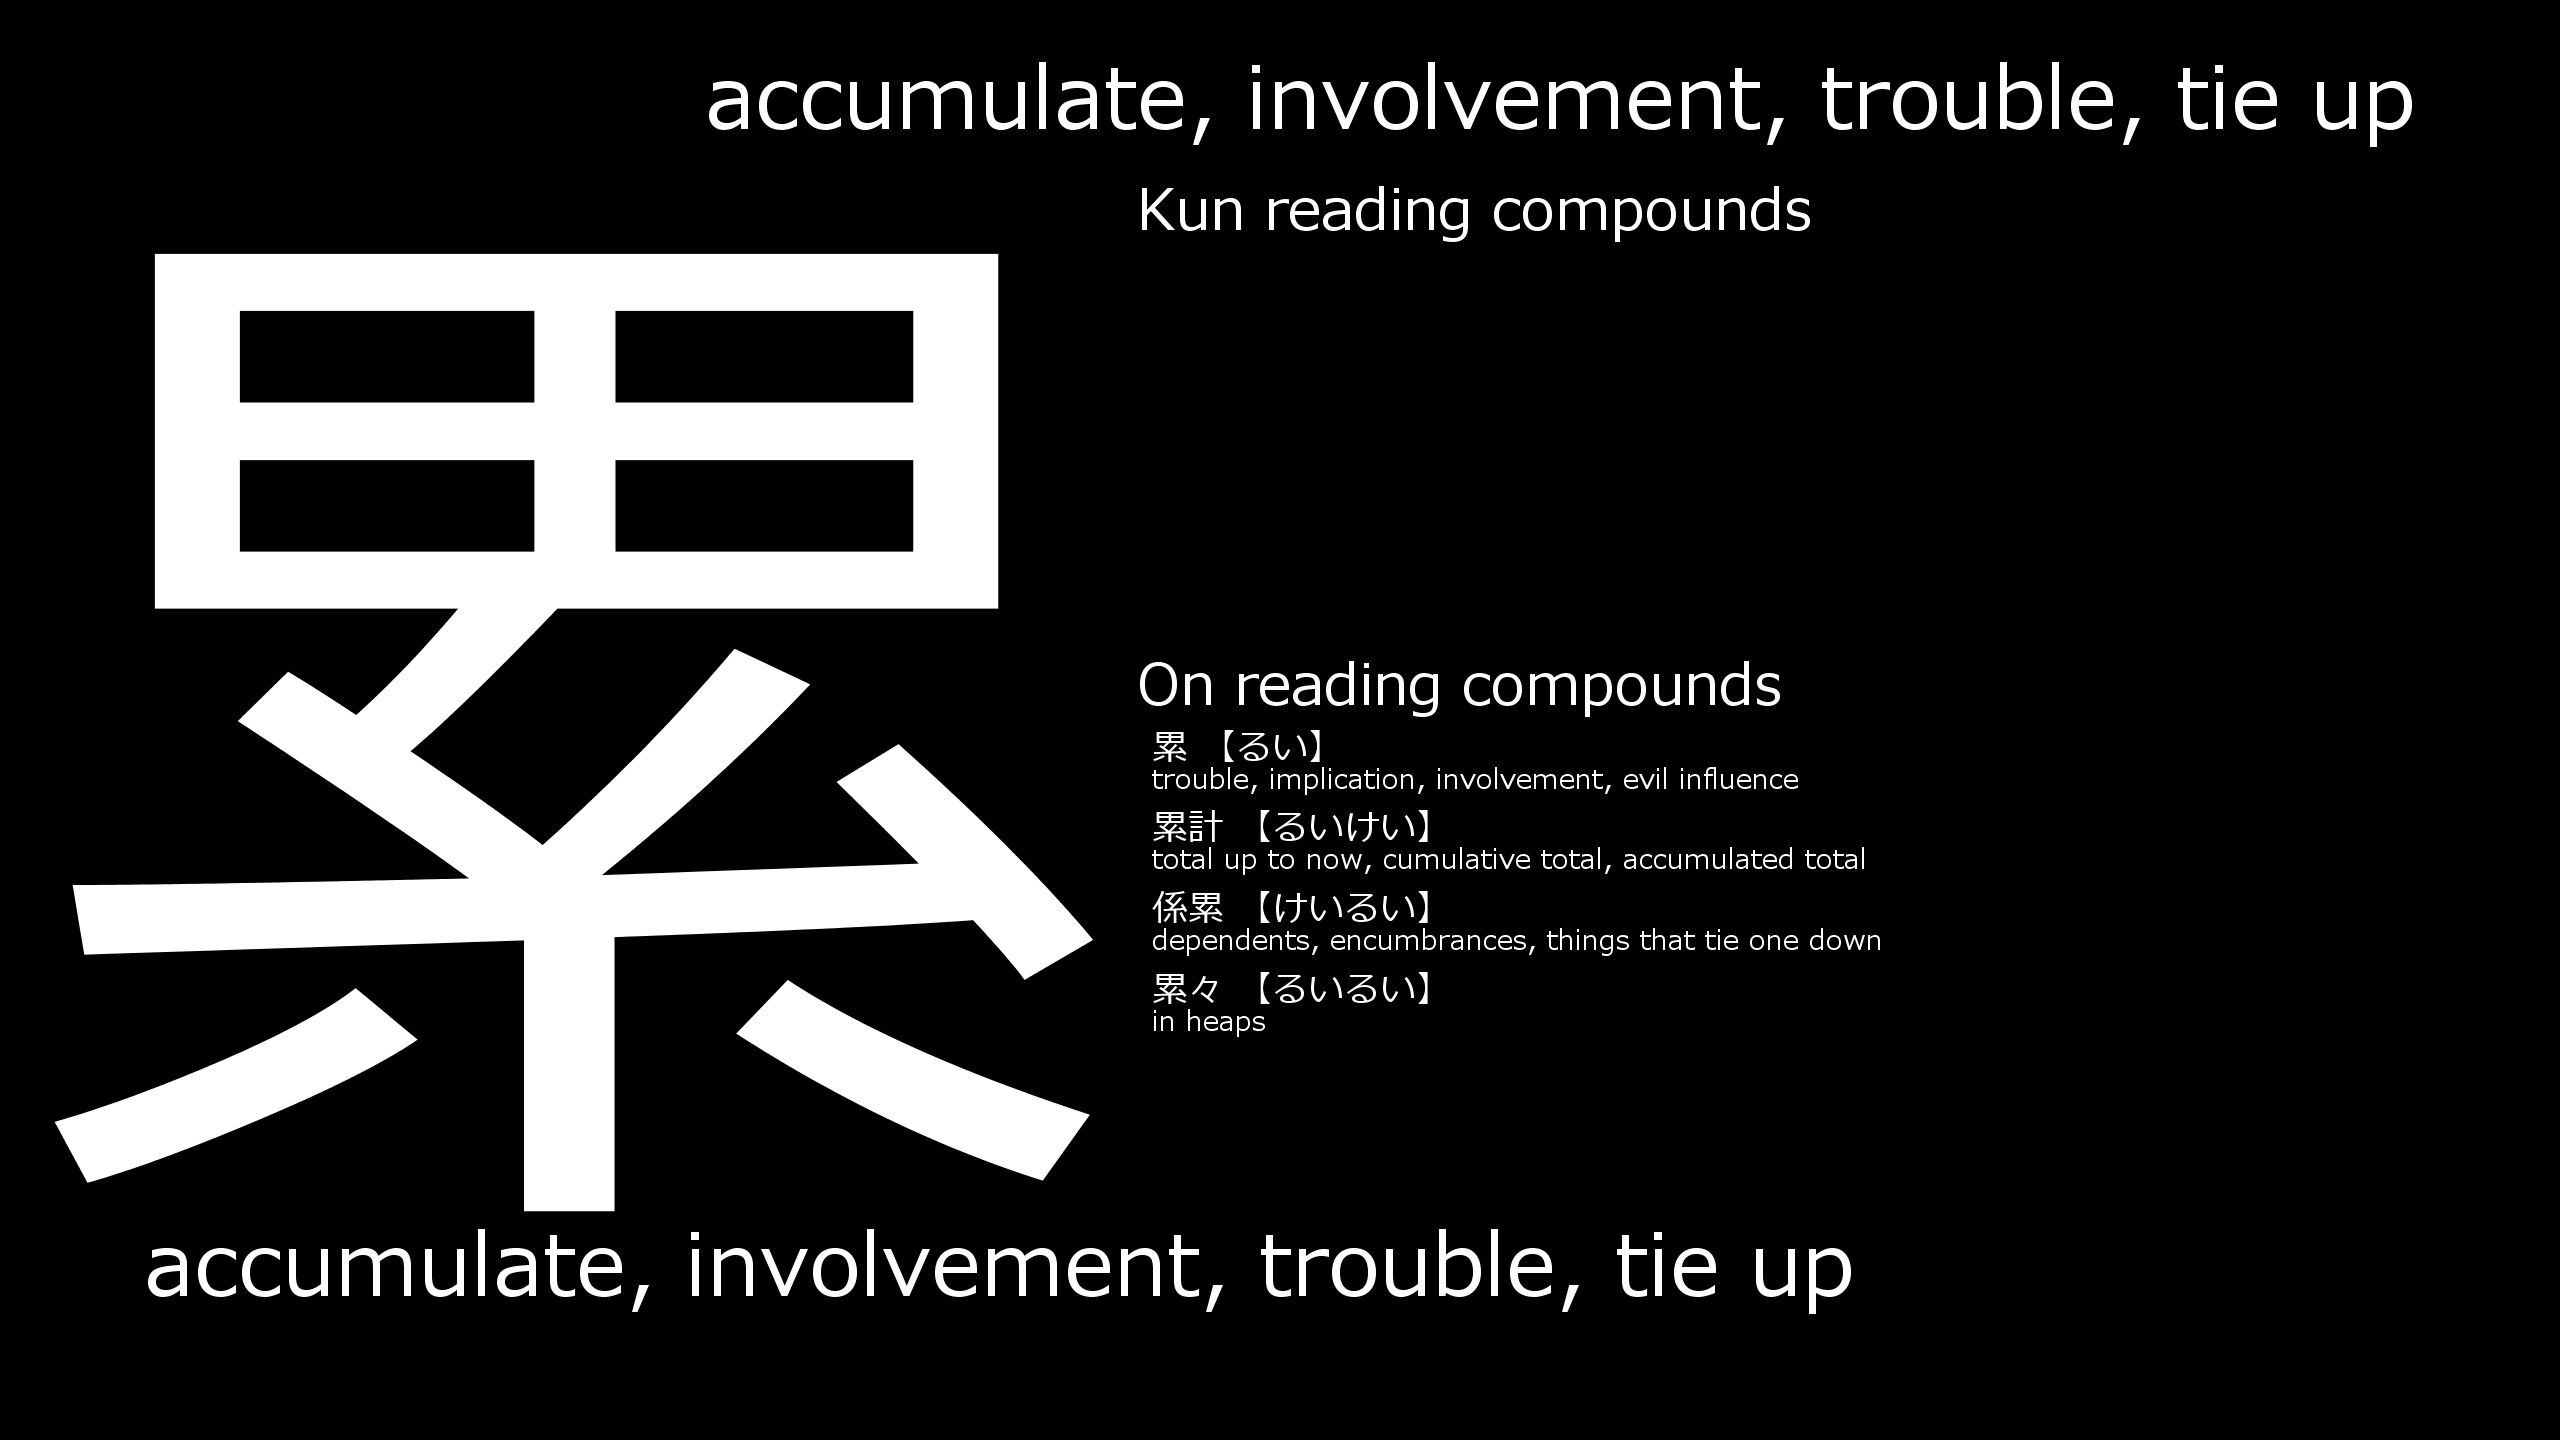 accumulate, involvement, trouble, tie up
Kun reading compounds
累
On reading compounds
累 【るい】
trouble, implication, involvement, evil influence
累計 【るいけい】
total up to now, cumulative total, accumulated total
係累 【けいるい】
dependents, encumbrances, things that tie one down
累々 【るいるい】
in heaps
accumulate, involvement, trouble, tie up